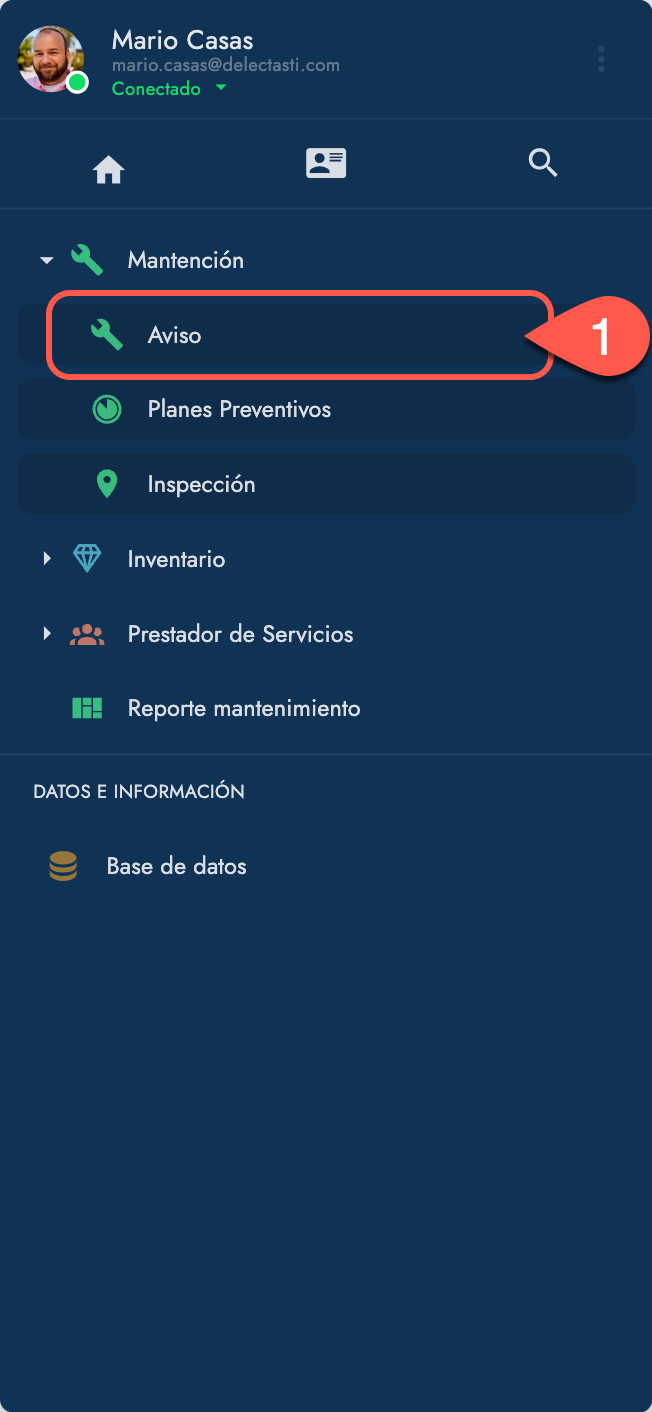 Mario Casas
mario.casas@delectasti.com
Conectado
Mantención
Aviso
1
Planes Preventivos
Inspección
Inventario
Prestador de Servicios
Reporte mantenimiento
DATOS E INFORMACIÓN
Base de datos